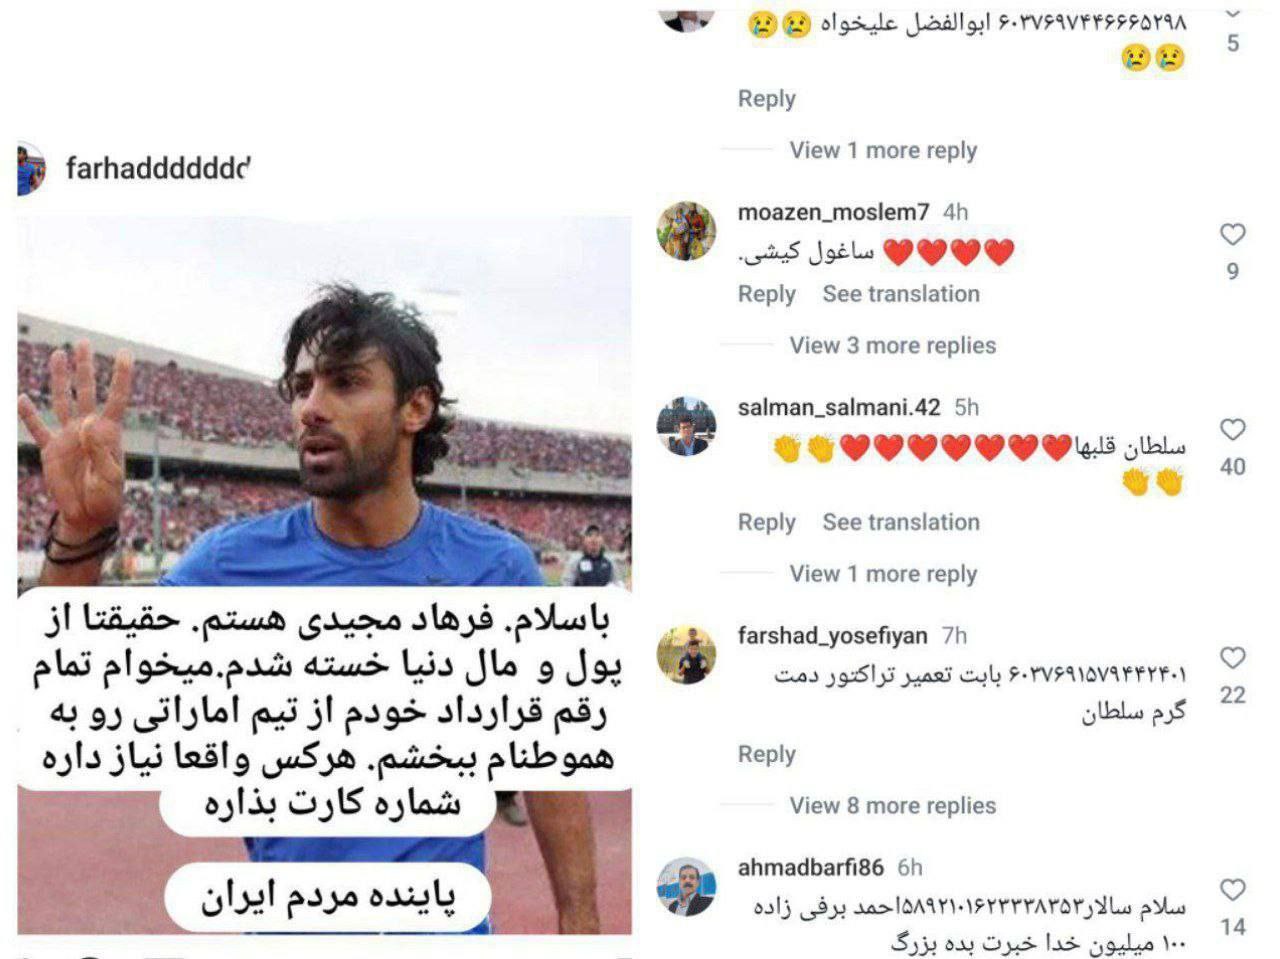 farhadddddddd
باسلام. فرهاد مجیدی هستم. حقیقتا از
پول و مال دنیا خسته شدم.میخوام تمام
رقم قرارداد خودم از تیم اماراتی رو به
هموطنام ببخشم. هرکس واقعا نیاز داره
شماره کارت بذاره
پاینده مردم ایران
۶۰۳۷۶۹۷۴۴۶۶۶۵۲۹۸ ابوالفضل علیخواه 😢😢
😢😢
5
Reply
View 1 more reply
moazen_moslem7 4h
ساغول کیشی. ❤️❤️❤️❤️
9
Reply See translation
View 3 more replies
salman_salmani.42 5h
سلطان قلبها❤️❤️❤️❤️❤️❤️❤️👏👏
👏👏
40
Reply See translation
View 1 more reply
farshad_yosefiyan 7h
۶۰۳۷۶۹۱۵۷۹۴۴۲۴۰۱ بابت تعمیر تراکتور دمت
گرم سلطان
22
Reply
View 8 more replies
ahmadbarfi86 6h
سلام سالار۵۸۹۲۱۰۱۶۲۳۳۳۸۳۵۳احمد برفی زاده
۱۰۰ میلیون خدا خبرت بده بزرگ
14